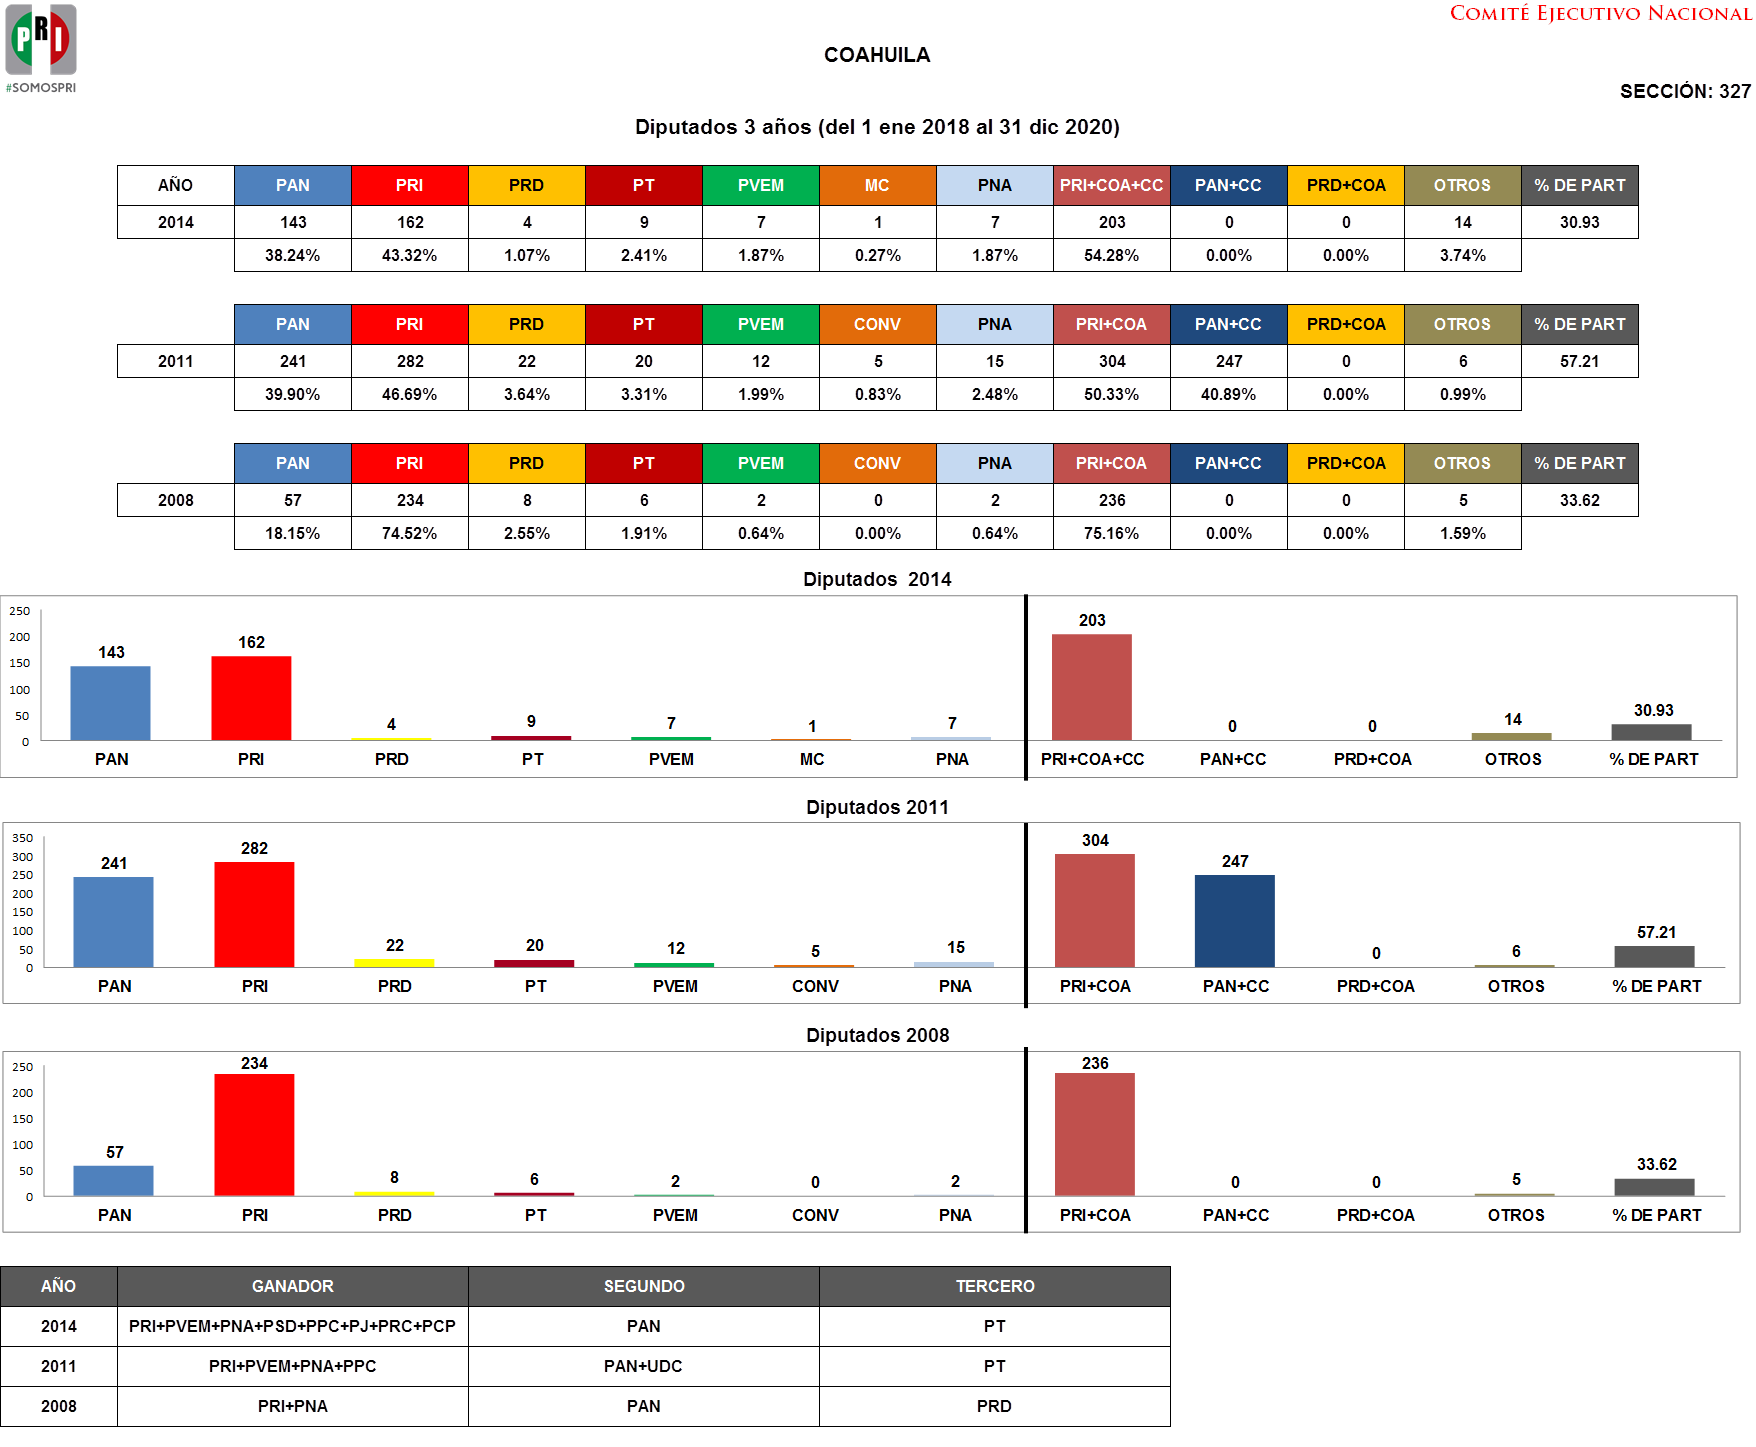 PRI
#SOMOSPRI
COMITÉ EJECUTIVO NACIONAL
COAHUILA
SECCIÓN: 327
Diputados 3 años (del 1 ene 2018 al 31 dic 2020)
AÑO PAN PRI PRD PT PVEM MC PNA PRI+COA+CC PAN+CC PRD+COA OTROS % DE PART
2014 143 162 4 9 7 1 7 203 0 0 14 30.93
38.24% 43.32% 1.07% 2.41% 1.87% 0.27% 1.87% 54.28% 0.00% 0.00% 3.74%
PAN PRI PRD PT PVEM CONV PNA PRI+COA PAN+CC PRD+COA OTROS % DE PART
2011 241 282 22 20 12 5 15 304 247 0 6 57.21
39.90% 46.69% 3.64% 3.31% 1.99% 0.83% 2.48% 50.33% 40.89% 0.00% 0.99%
PAN PRI PRD PT PVEM CONV PNA PRI+COA PAN+CC PRD+COA OTROS % DE PART
2008 57 234 8 6 2 0 2 236 0 0 5 33.62
18.15% 74.52% 2.55% 1.91% 0.64% 0.00% 0.64% 75.16% 0.00% 0.00% 1.59%
Diputados 2014
250
200
150
100
50
0
143 162 4 9 7 1 7 203 0 0 14 30.93
PAN PRI PRD PT PVEM MC PNA PRI+COA+CC PAN+CC PRD+COA OTROS % DE PART
Diputados 2011
350
300
250
200
150
100
50
0
241 282 22 20 12 5 15 304 247 0 6 57.21
PAN PRI PRD PT PVEM CONV PNA PRI+COA PAN+CC PRD+COA OTROS % DE PART
Diputados 2008
250
200
150
100
50
0
57 234 8 6 2 0 2 236 0 0 5 33.62
PAN PRI PRD PT PVEM CONV PNA PRI+COA PAN+CC PRD+COA OTROS % DE PART
AÑO GANADOR SEGUNDO TERCERO
2014 PRI+PVEM+PNA+PSD+PPC+PJ+PRC+PCP PAN PT
2011 PRI+PVEM+PNA+PPC PAN+UDC PT
2008 PRI+PNA PAN PRD